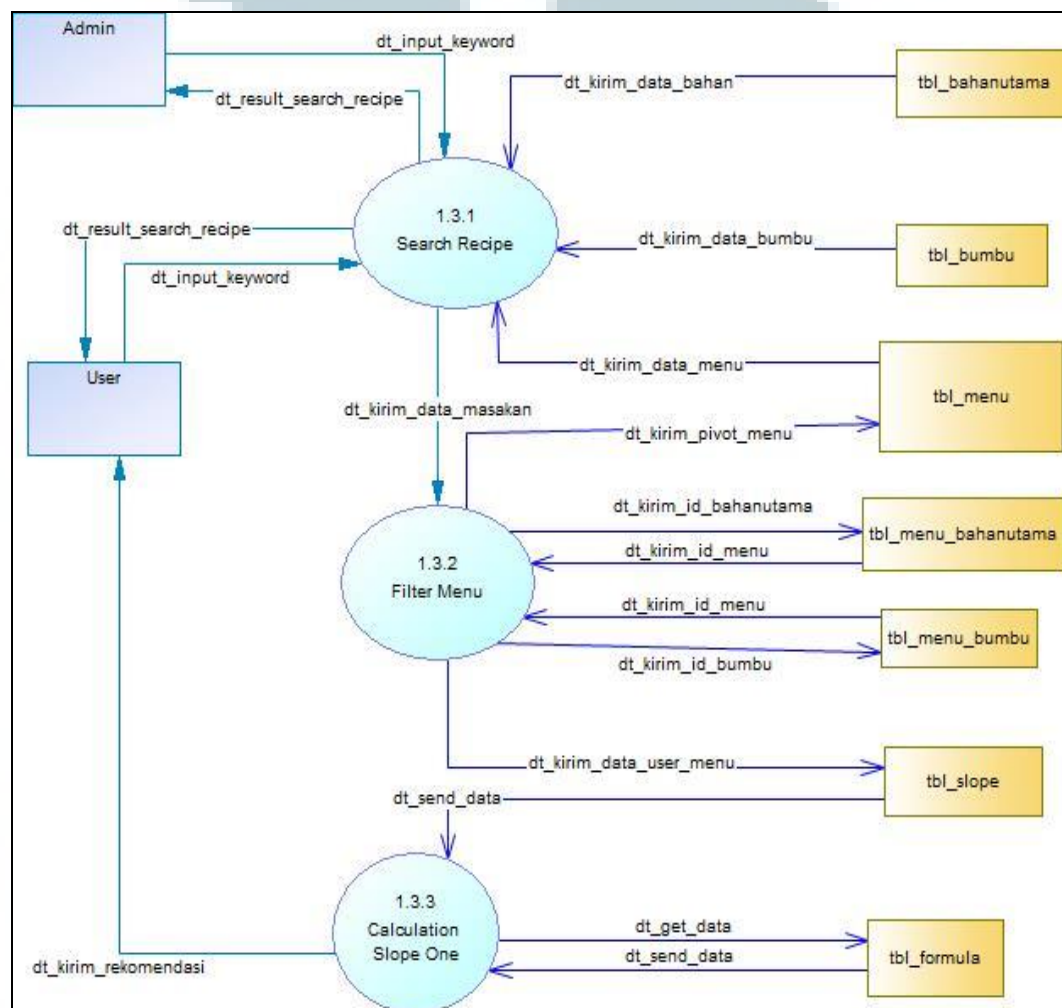 Admin
dt_input_keyword
dt_result_search_recipe
dt_kirim_data_bahan
tbl_bahanutama
1.3.1
Search Recipe
dt_result_search_recipe
dt_input_keyword
dt_kirim_data_bumbu
tbl_bumbu
User
dt_kirim_data_menu
tbl_menu
dt_kirim_data_masakan
dt_kirim_pivot_menu
dt_kirim_id_bahanutama
tbl_menu_bahanutama
dt_kirim_id_menu
1.3.2
Filter Menu
dt_kirim_id_menu
tbl_menu_bumbu
dt_kirim_id_bumbu
dt_kirim_data_user_menu
tbl_slope
dt_send_data
1.3.3
Calculation
Slope One
dt_get_data
dt_send_data
tbl_formula
dt_kirim_rekomendasi